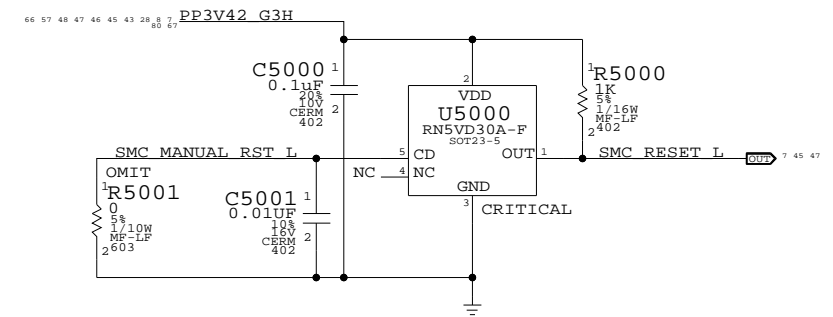 66 57 48 47 46 45 43 28 8 7
80 67
PP3V42_G3H
C5000
0.1uF
20%
10V
CERM
402
1
2
2
VDD
U5000
RN5VD30A-F
SOT23-5
5 CD
OUT 1
NC 4 NC
GND
3
CRITICAL
1
R5000
1K
5%
1/16W
MF-LF
402
2
SMC_RESET_L
OUT
7 45 47
SMC_MANUAL_RST_L
OMIT
1
R5001
0
5%
1/10W
MF-LF
603
2
C5001
0.01UF
10%
16V
CERM
402
1
2